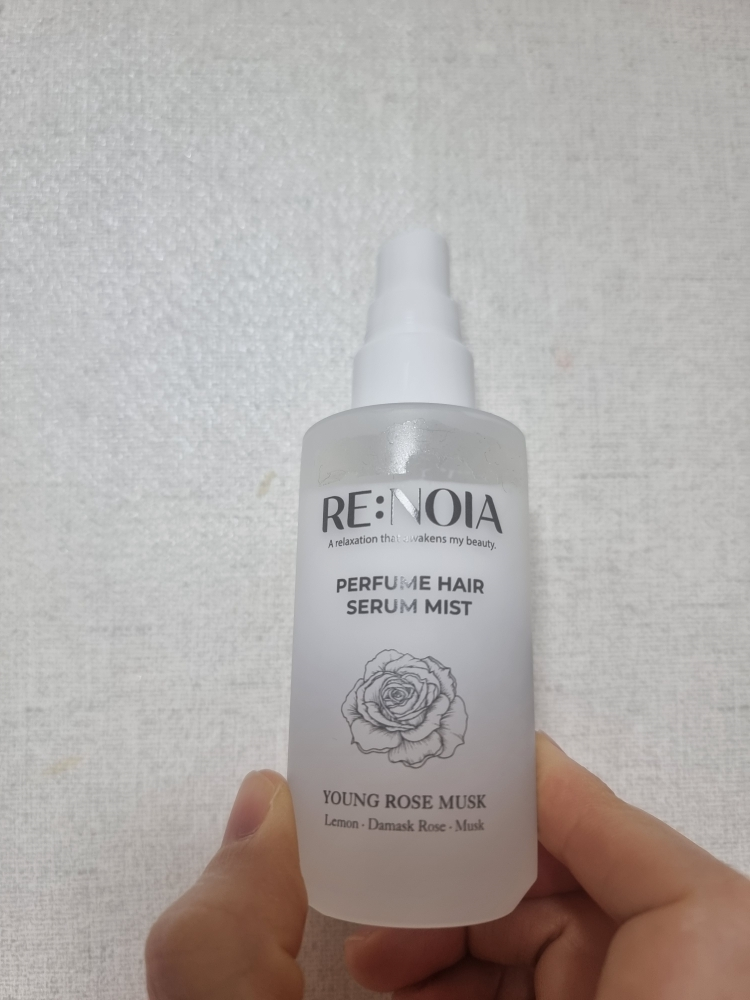 RE:NOIA
A relaxation that awakens my beauty.
PERFUME HAIR
SERUM MIST
YOUNG ROSE MUSK
Lemon · Damask Rose · Musk